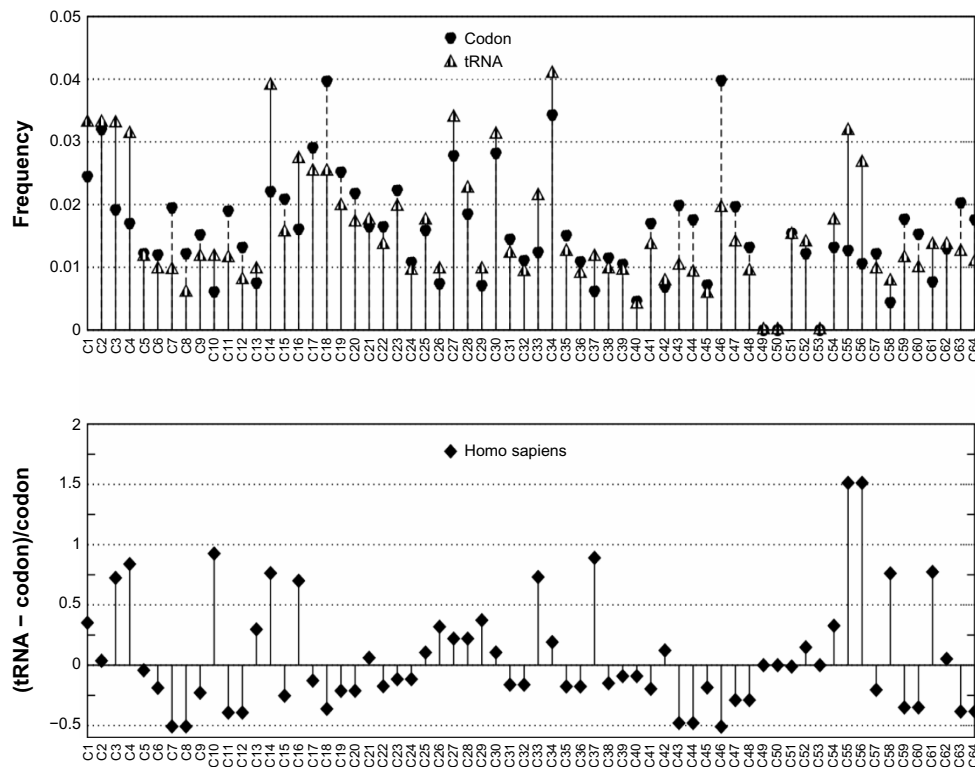 0.05
Codon
tRNA
0.04
0.03
0.02
0.01
0
Frequency
C1 C2 C3 C4 C5 C6 C7 C8 C9 C10 C11 C12 C13 C14 C15 C16 C17 C18 C19 C20 C21 C22 C23 C24 C25 C26 C27 C28 C29 C30 C31 C32 C33 C34 C35 C36 C37 C38 C39 C40 C41 C42 C43 C44 C45 C46 C47 C48 C49 C50 C51 C52 C53 C54 C55 C56 C57 C58 C59 C60 C61 C62 C63 C64
2
Homo sapiens
1.5
1
0.5
0
−0.5
(tRNA − codon)/codon
C1 C2 C3 C4 C5 C6 C7 C8 C9 C10 C11 C12 C13 C14 C15 C16 C17 C18 C19 C20 C21 C22 C23 C24 C25 C26 C27 C28 C29 C30 C31 C32 C33 C34 C35 C36 C37 C38 C39 C40 C41 C42 C43 C44 C45 C46 C47 C48 C49 C50 C51 C52 C53 C54 C55 C56 C57 C58 C59 C60 C61 C62 C63 C64